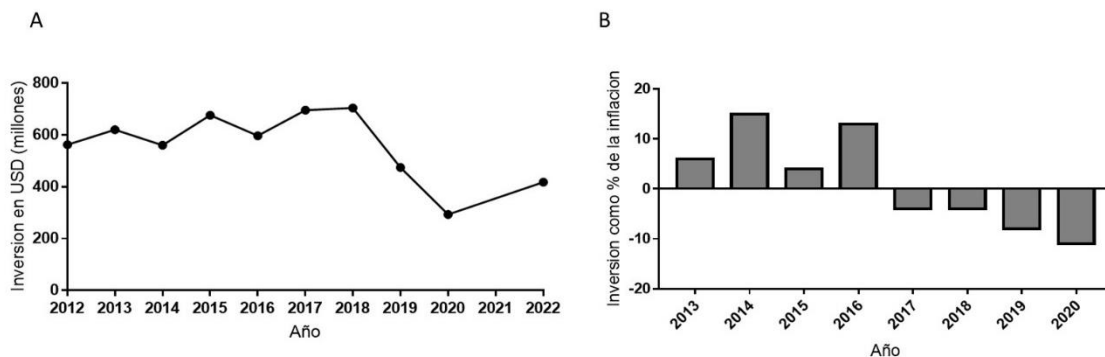 A
Inversion en USD (millones)
800
600
400
200
0
2012 2013 2014 2015 2016 2017 2018 2019 2020 2021 2022
Año
B
Inversion como % de la inflacion
20
10
0
-10
-20
2013 2014 2015 2016 2017 2018 2019 2020
Año